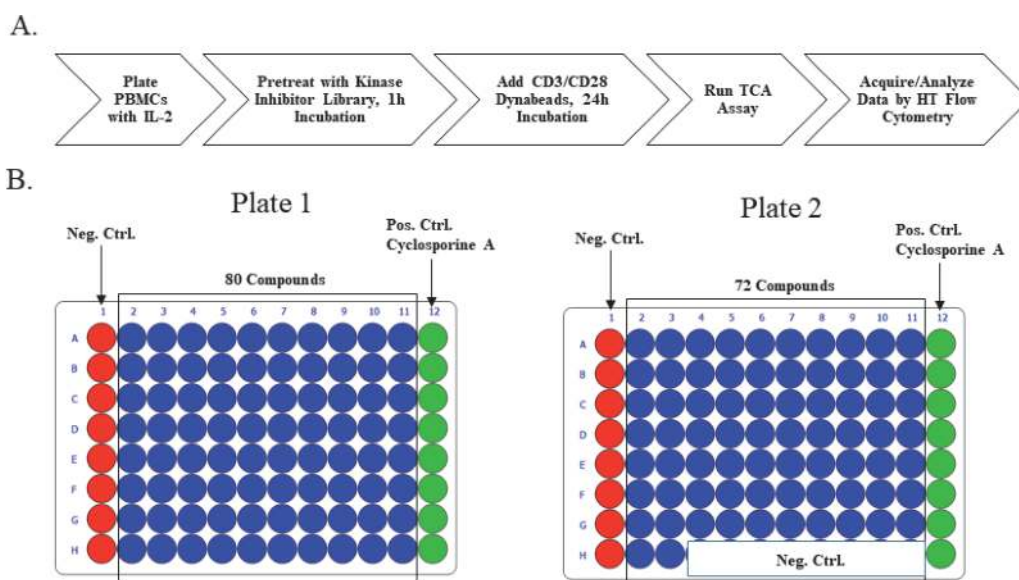 A.
Plate
PBMCs
with IL-2
Pretreat with Kinase
Inhibitor Library, 1h
Incubation
Add CD3/CD28
Dynabeads, 24h
Incubation
Run TCA
Assay
Acquire/Analyze
Data by HT Flow
Cytometry
B.
Plate 1
Neg. Ctrl.
Pos. Ctrl.
Cyclosporine A
80 Compounds
1 2 3 4 5 6 7 8 9 10 11 12
A
B
C
D
E
F
G
H
Plate 2
Neg. Ctrl.
Pos. Ctrl.
Cyclosporine A
72 Compounds
1 2 3 4 5 6 7 8 9 10 11 12
A
B
C
D
E
F
G
H
Neg. Ctrl.